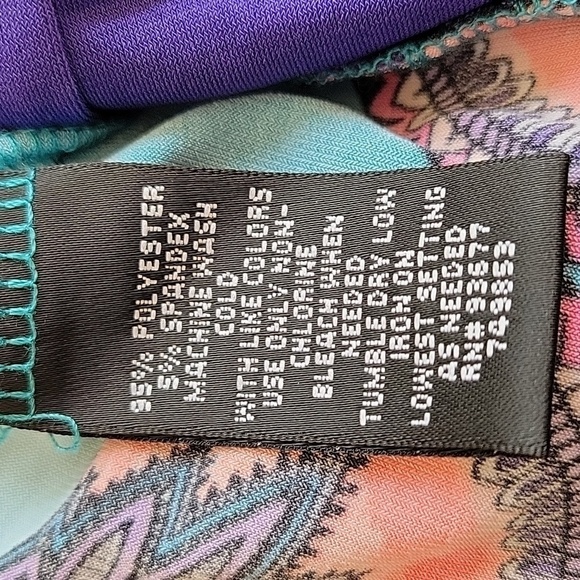 95% POLYESTER
5% SPANDEX
MACHINE WASH
COLD
WITH LIKE COLORS
USE ONLY NON-
CHLORINE
BLEACH WHEN
NEEDED
TUMBLE DRY LOW
IRON ON
LOWEST SETTING
AS NEEDED
RN# 93677
749853